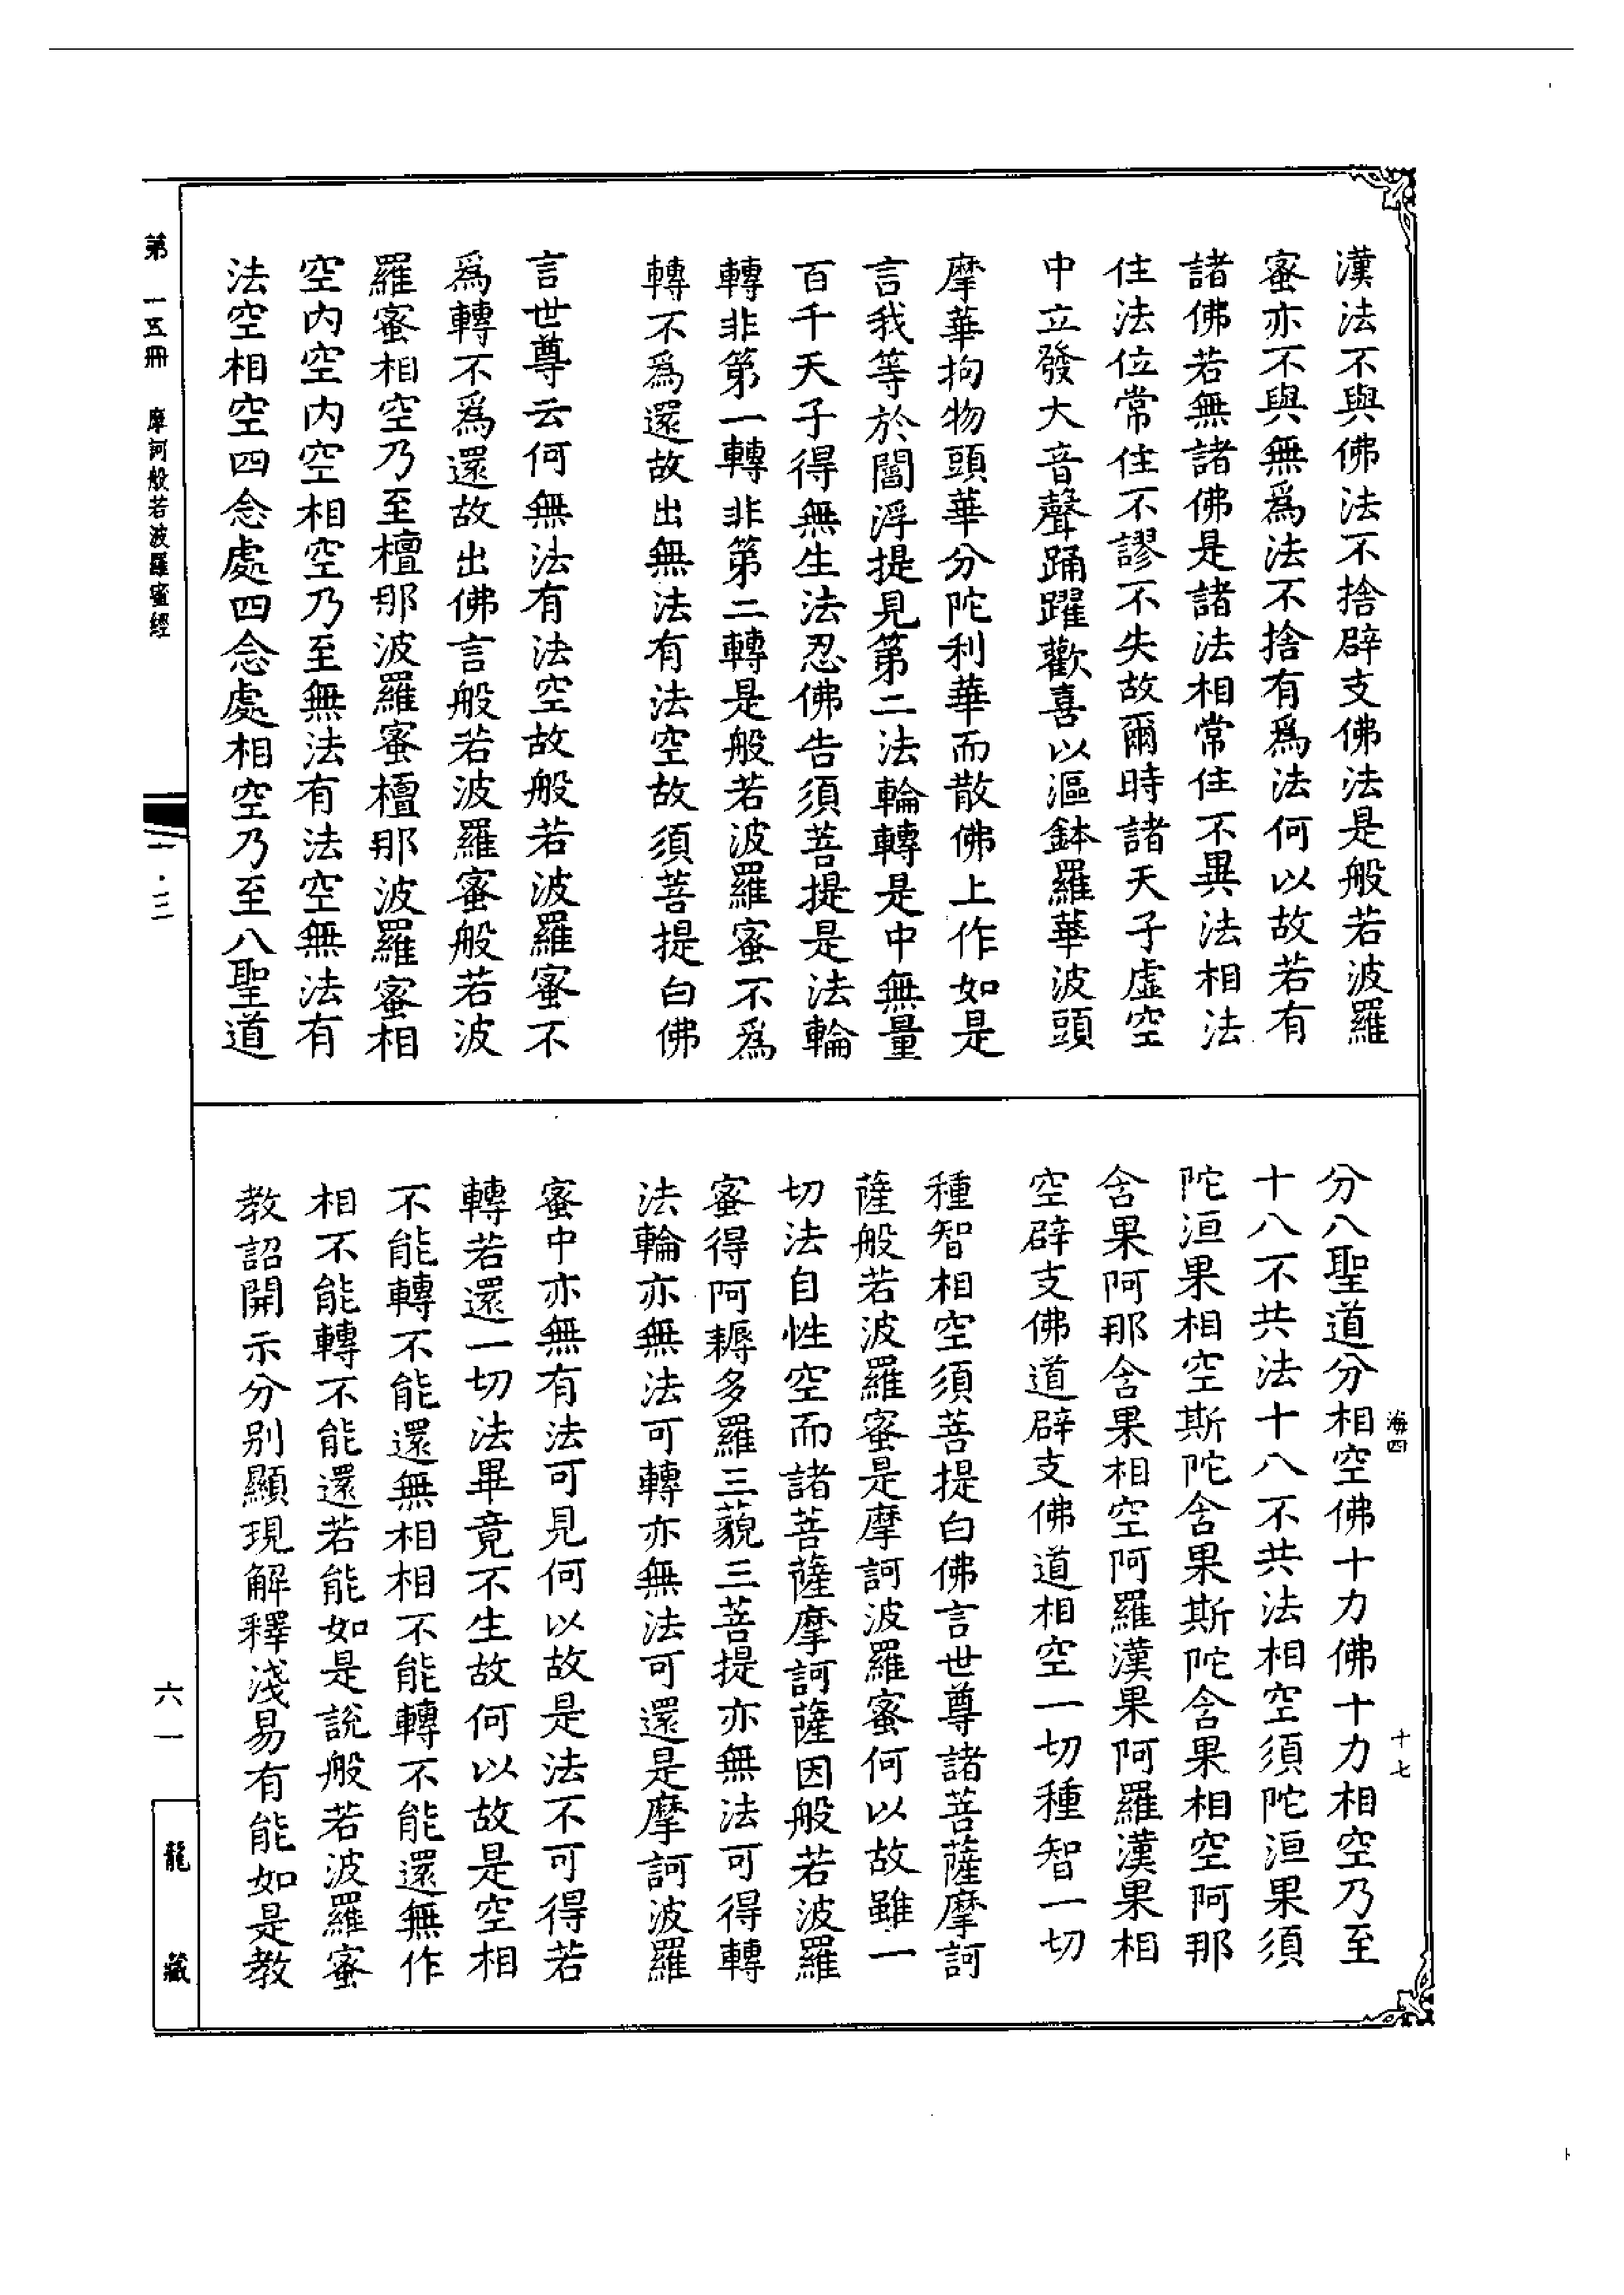 漢法不與佛法不捨辟支佛法是般若波羅
蜜亦不與無爲法不捨有爲法何以故若有
諸佛若無諸佛是諸法相常住不異法相法
住法位常住不謬不失故爾時諸天子虛空
中立發大音聲踊躍歡喜以漚鉢羅華波頭
摩華拘物頭華分陀利華而散佛上作如是
言我等於閻浮提見第二法輪轉是中無量
百千天子得無生法忍佛告須菩提是法輪
轉非第一轉非第二轉是般若波羅蜜不爲
轉不爲還故出無法有法空故須菩提白佛
言世尊云何無法有法空故般若波羅蜜不
爲轉不爲還故出佛言般若波羅蜜般若波
羅蜜相空乃至檀那波羅蜜檀那波羅蜜相
空內空內空相空乃至無法有法空無法有
法空相空四念處四念處相空乃至八聖道
分八聖道分相空佛十力佛十力相空乃至
十八不共法十八不共法相空須陀洹果須
陀洹果相空斯陀含果斯陀含果相空阿那
含果阿那含果相空阿羅漢果阿羅漢果相
空辟支佛道辟支佛道相空一切種智一切
種智相空須菩提白佛言世尊諸菩薩摩訶
薩般若波羅蜜是摩訶波羅蜜何以故雖一
切法自性空而諸菩薩摩訶薩因般若波羅
蜜得阿耨多羅三藐三菩提亦無法可得轉
法輪亦無法可轉亦無法可還是摩訶波羅
蜜中亦無有法可見何以故是法不可得若
轉若還一切法畢竟不生故何以故是空相
不能轉不能還無相相不能轉不能還無作
相不能轉不能還若能如是說般若波羅蜜
教詔開示分別顯現解釋淺易有能如是教
海四
十七
第一五冊 摩訶般若波羅蜜經
一·三
六一
龍藏